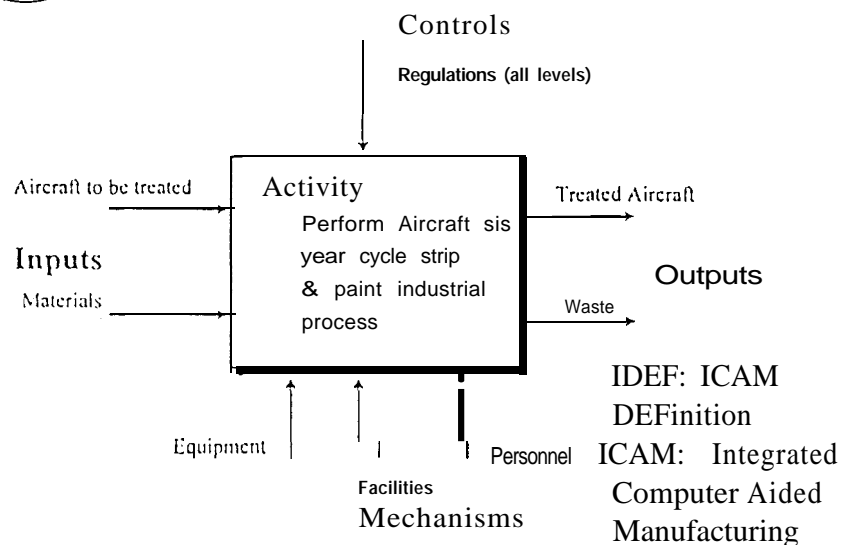 Controls
Regulations (all levels)
Aircraft to be treated
Activity
Treated Aircraft
Perform Aircraft sis
year cycle strip
& paint industrial
process
Inputs
Outputs
Materials
Waste
IDEF: ICAM
DEFinition
Equipment
Personnel
ICAM: Integrated
Computer Aided
Manufacturing
Facilities
Mechanisms